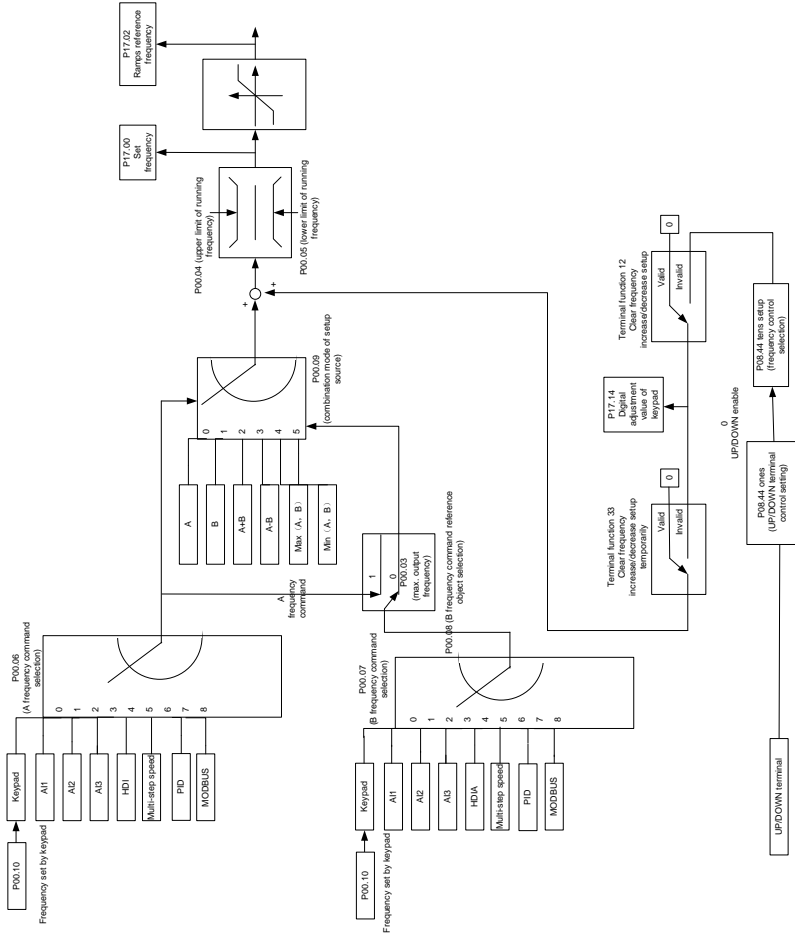 P00.10
Frequency set by keypad
Keypad
AI1
AI2
AI3
HDI
Multi-step speed
PID
MODBUS
P00.06
(A frequency command
selection)
0
1
2
3
4
5
6
7
8
A
frequency
command
A
B
A+B
A-B
Max（A，B）
Min（A，B）
0
1
2
3
4
5
P00.09
(combination mode of setup
source)
+
+
P00.04 (upper limit of running
frequency)
P00.05 (lower limit of running
frequency)
P17.00
Set
frequency
P17.02
Ramps reference
frequency
P00.10
Frequency set by keypad
Keypad
AI1
AI2
AI3
HDIA
Multi-step speed
PID
MODBUS
P00.07
(B frequency command
selection)
0
1
2
3
4
5
6
7
8
1
0
P00.03
(max. output
frequency)
P00.08 (B frequency command reference
object selection)
Terminal function 33
Clear frequency
increase/decrease setup
temporarily
Valid
Invalid
0
P17.14
Digital
adjustment
value of
keypad
Terminal function 12
Clear frequency
increase/decrease setup
Valid
Invalid
0
UP/DOWN terminal
P08.44 ones
(UP/DOWN terminal
control setting)
0
UP/DOWN enable
P08.44 tens setup
(frequency control
selection)